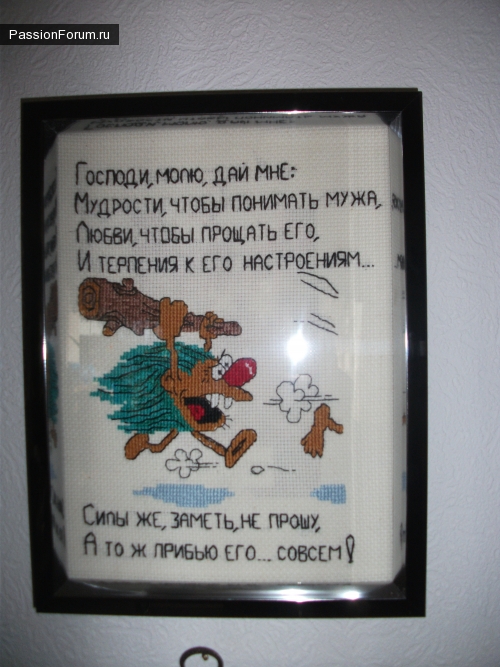 PassionForum.ru
Господи, молю, дай мне:
Мудрости, чтобы понимать мужа,
Любви, чтобы прощать его,
И терпения к его настроениям...
Силы же, заметь, не прошу,
А то ж прибью его... совсем!